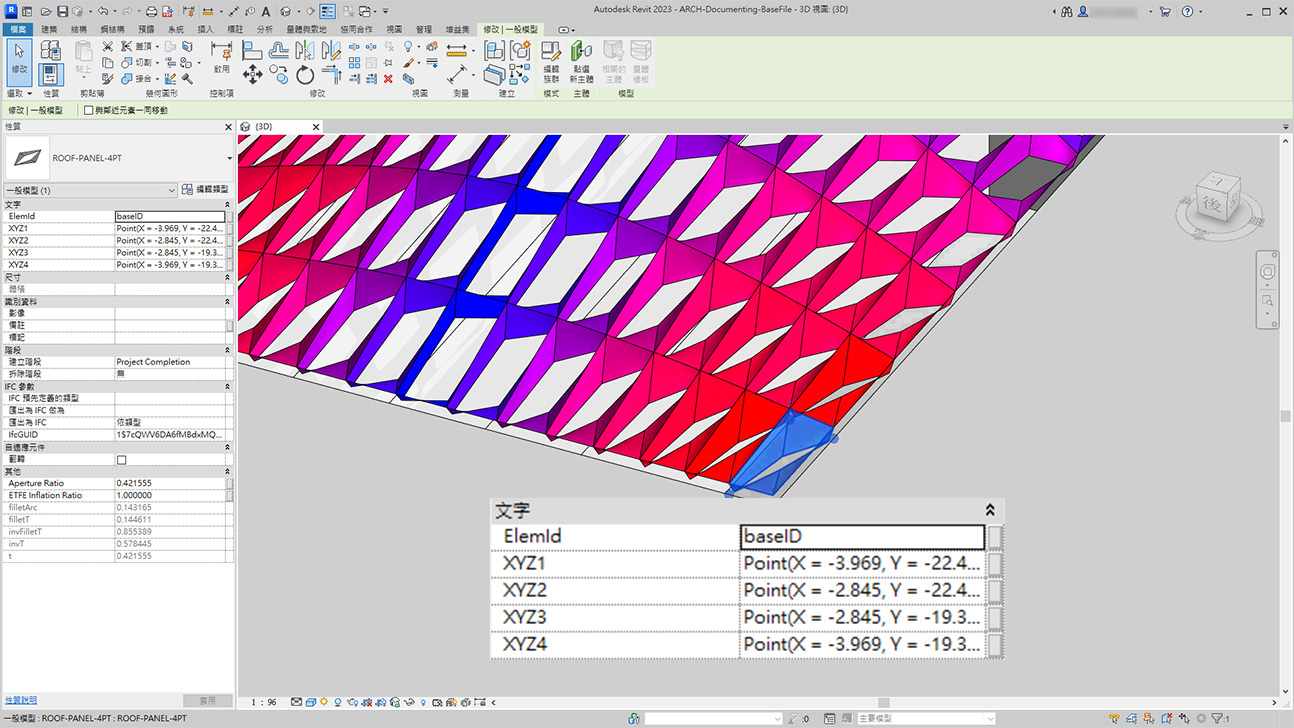 Autodesk Revit 2023 - ARCH-Documenting-BaseFile - 3D 視圖: {3D}
檔案 建築 結構 鋼結構 預鑄 系統 插入 標註 分析 量體與敷地 協同合作 視圖 管理 增益集 修改 | 一般模型
修改 貼上 蓋頂 切割 接合 啟用 編輯族群 點選新主體 相關的主體 量體樓板
選取 性質 剪貼簿 幾何圖形 控制項 修改 視圖 測量 建立 模式 主體 模型
修改 | 一般模型 與鄰近元素一同移動
性質
{3D}
ROOF-PANEL-4PT
一般模型 (1) 編輯類型
文字
ElemId baseID
XYZ1 Point(X = -3.969, Y = -22.4...
XYZ2 Point(X = -2.845, Y = -22.4...
XYZ3 Point(X = -2.845, Y = -19.3...
XYZ4 Point(X = -3.969, Y = -19.3...
尺寸
體積
識別資料
影像
備註
標記
階段
建立階段 Project Completion
拆除階段 無
IFC 參數
IFC 預先定義的類型
匯出為 IFC 做為
匯出為 IFC 依類型
IfcGUID 1$7cQWV6DA6fM8dxMQ...
自適應元件
翻轉
其他
Aperture Ratio 0.421555
ETFE Inflation Ratio 1.000000
filletArc 0.143165
filletT 0.144611
invFilletT 0.855389
invT 0.578445
t 0.421555
後
文字
ElemId baseID
XYZ1 Point(X = -3.969, Y = -22.4...
XYZ2 Point(X = -2.845, Y = -22.4...
XYZ3 Point(X = -2.845, Y = -19.3...
XYZ4 Point(X = -3.969, Y = -19.3...
性質說明 套用
1 : 96
一般模型 : ROOF-PANEL-4PT : ROOF-PANEL-4PT
:0
主要模型
:1